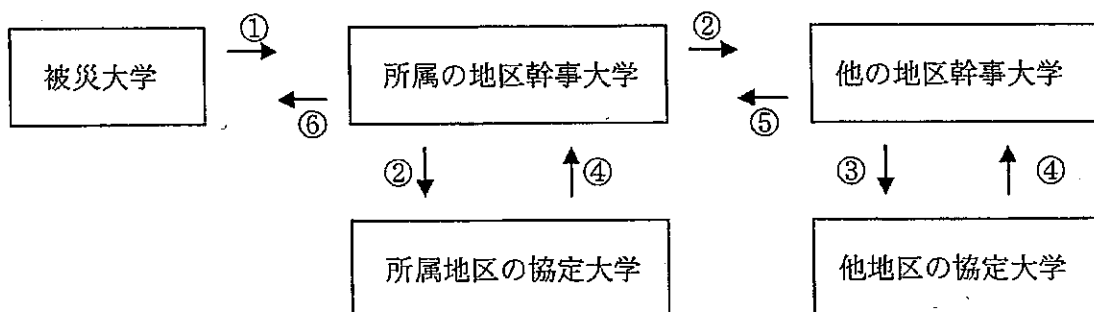 ① ②
被災大学 所属の地区幹事大学 他の地区幹事大学
⑥ ⑤
② ④ ③ ④
所属地区の協定大学 他地区の協定大学